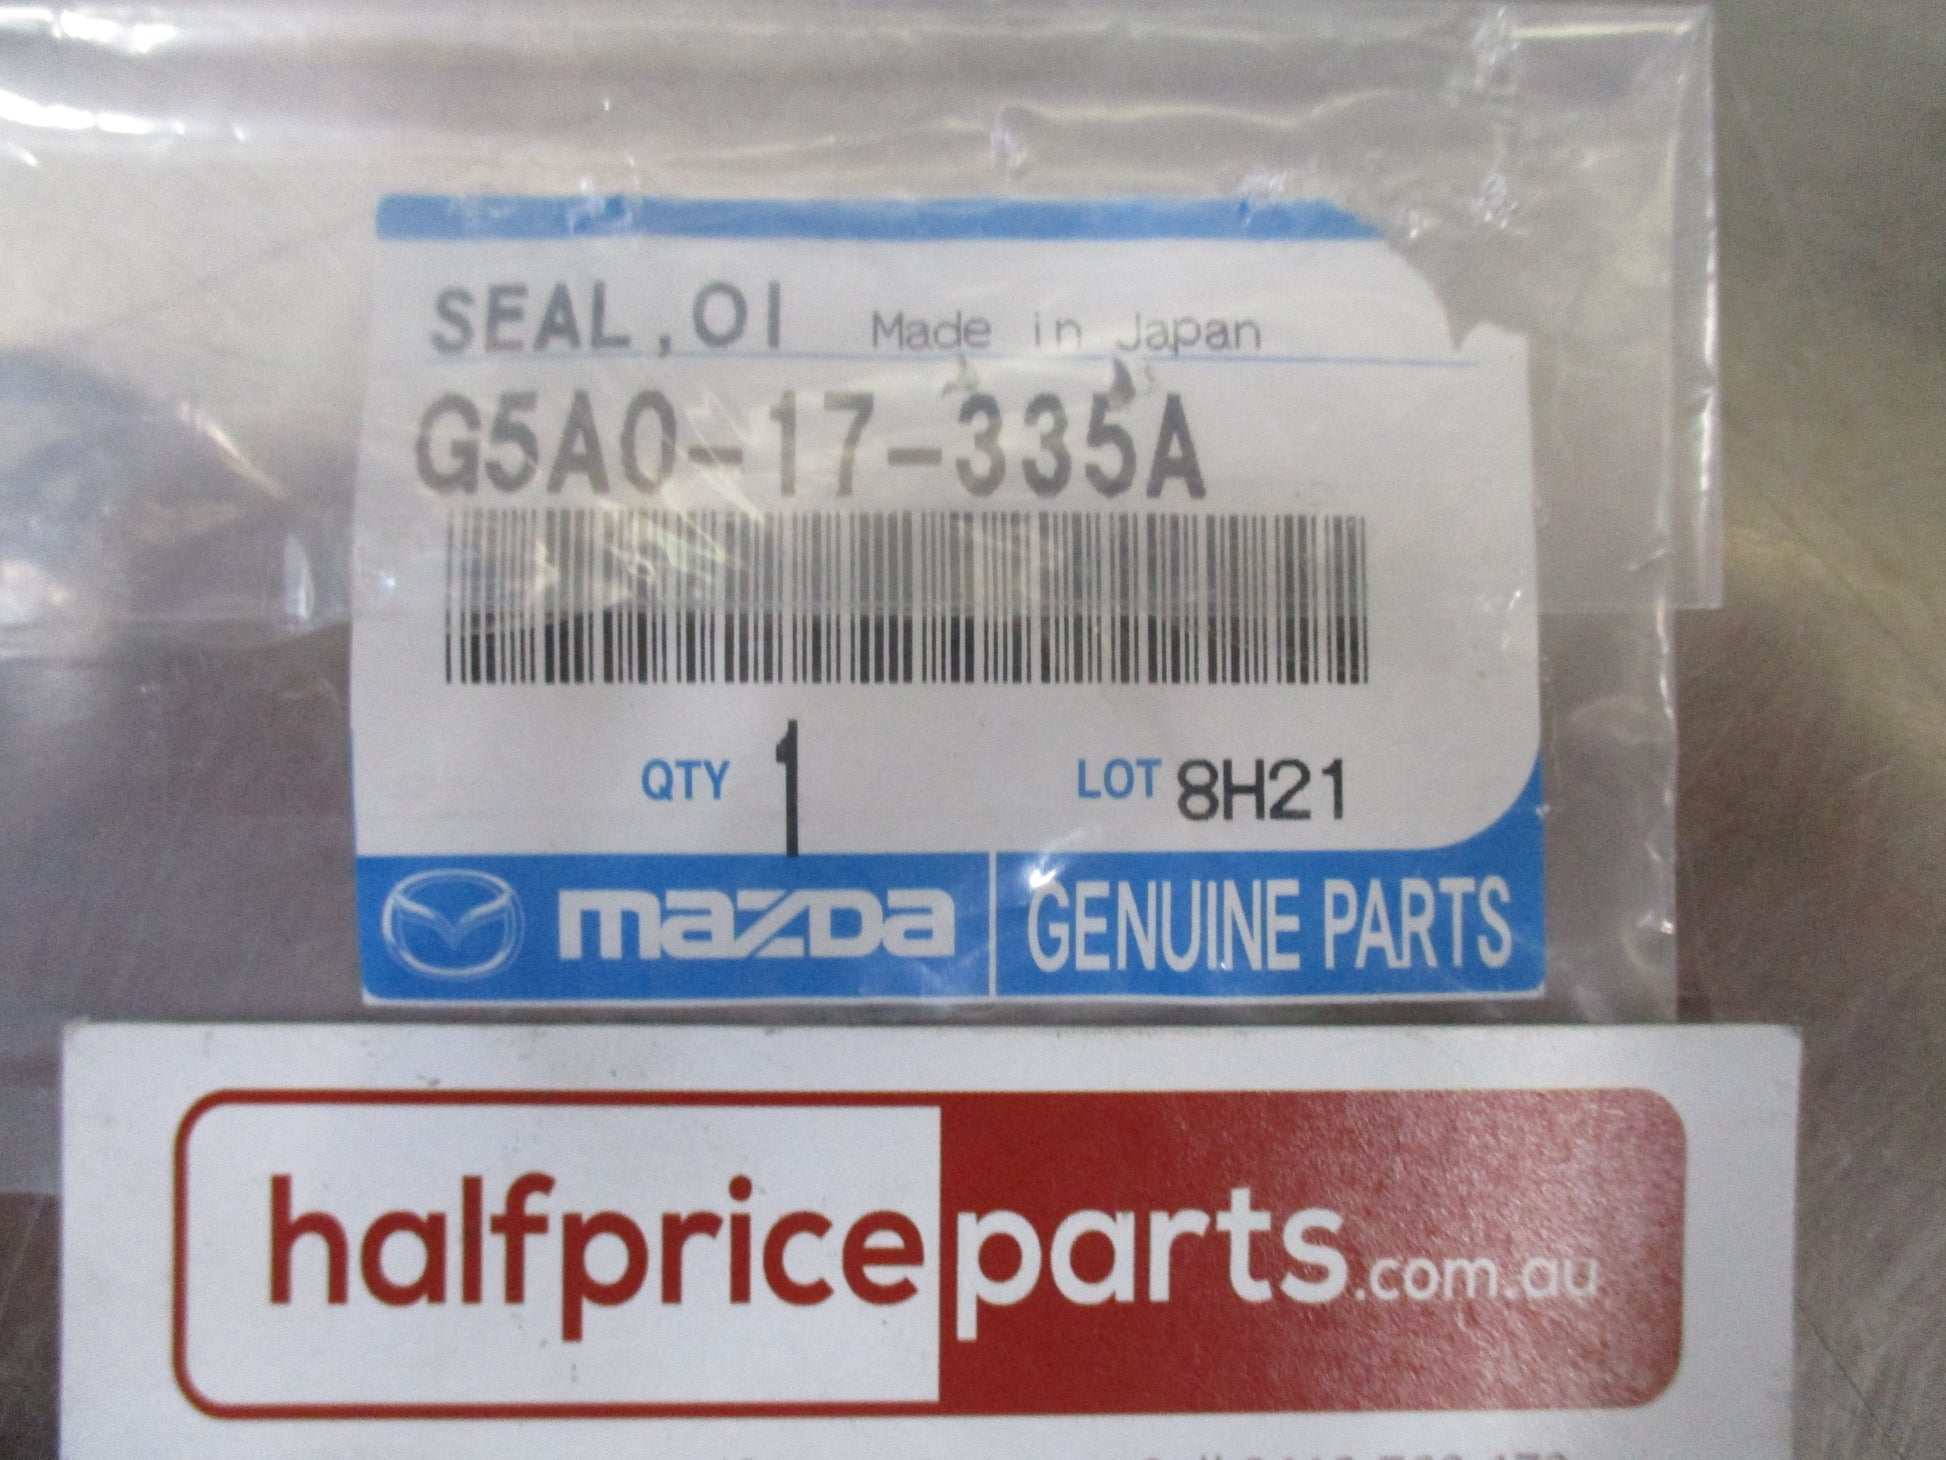 SEAL,OI Made in Japan
G5A0-17-335A
QTY 1 LOT 8H21
mazda GENUINE PARTS
halfpriceparts.com.au